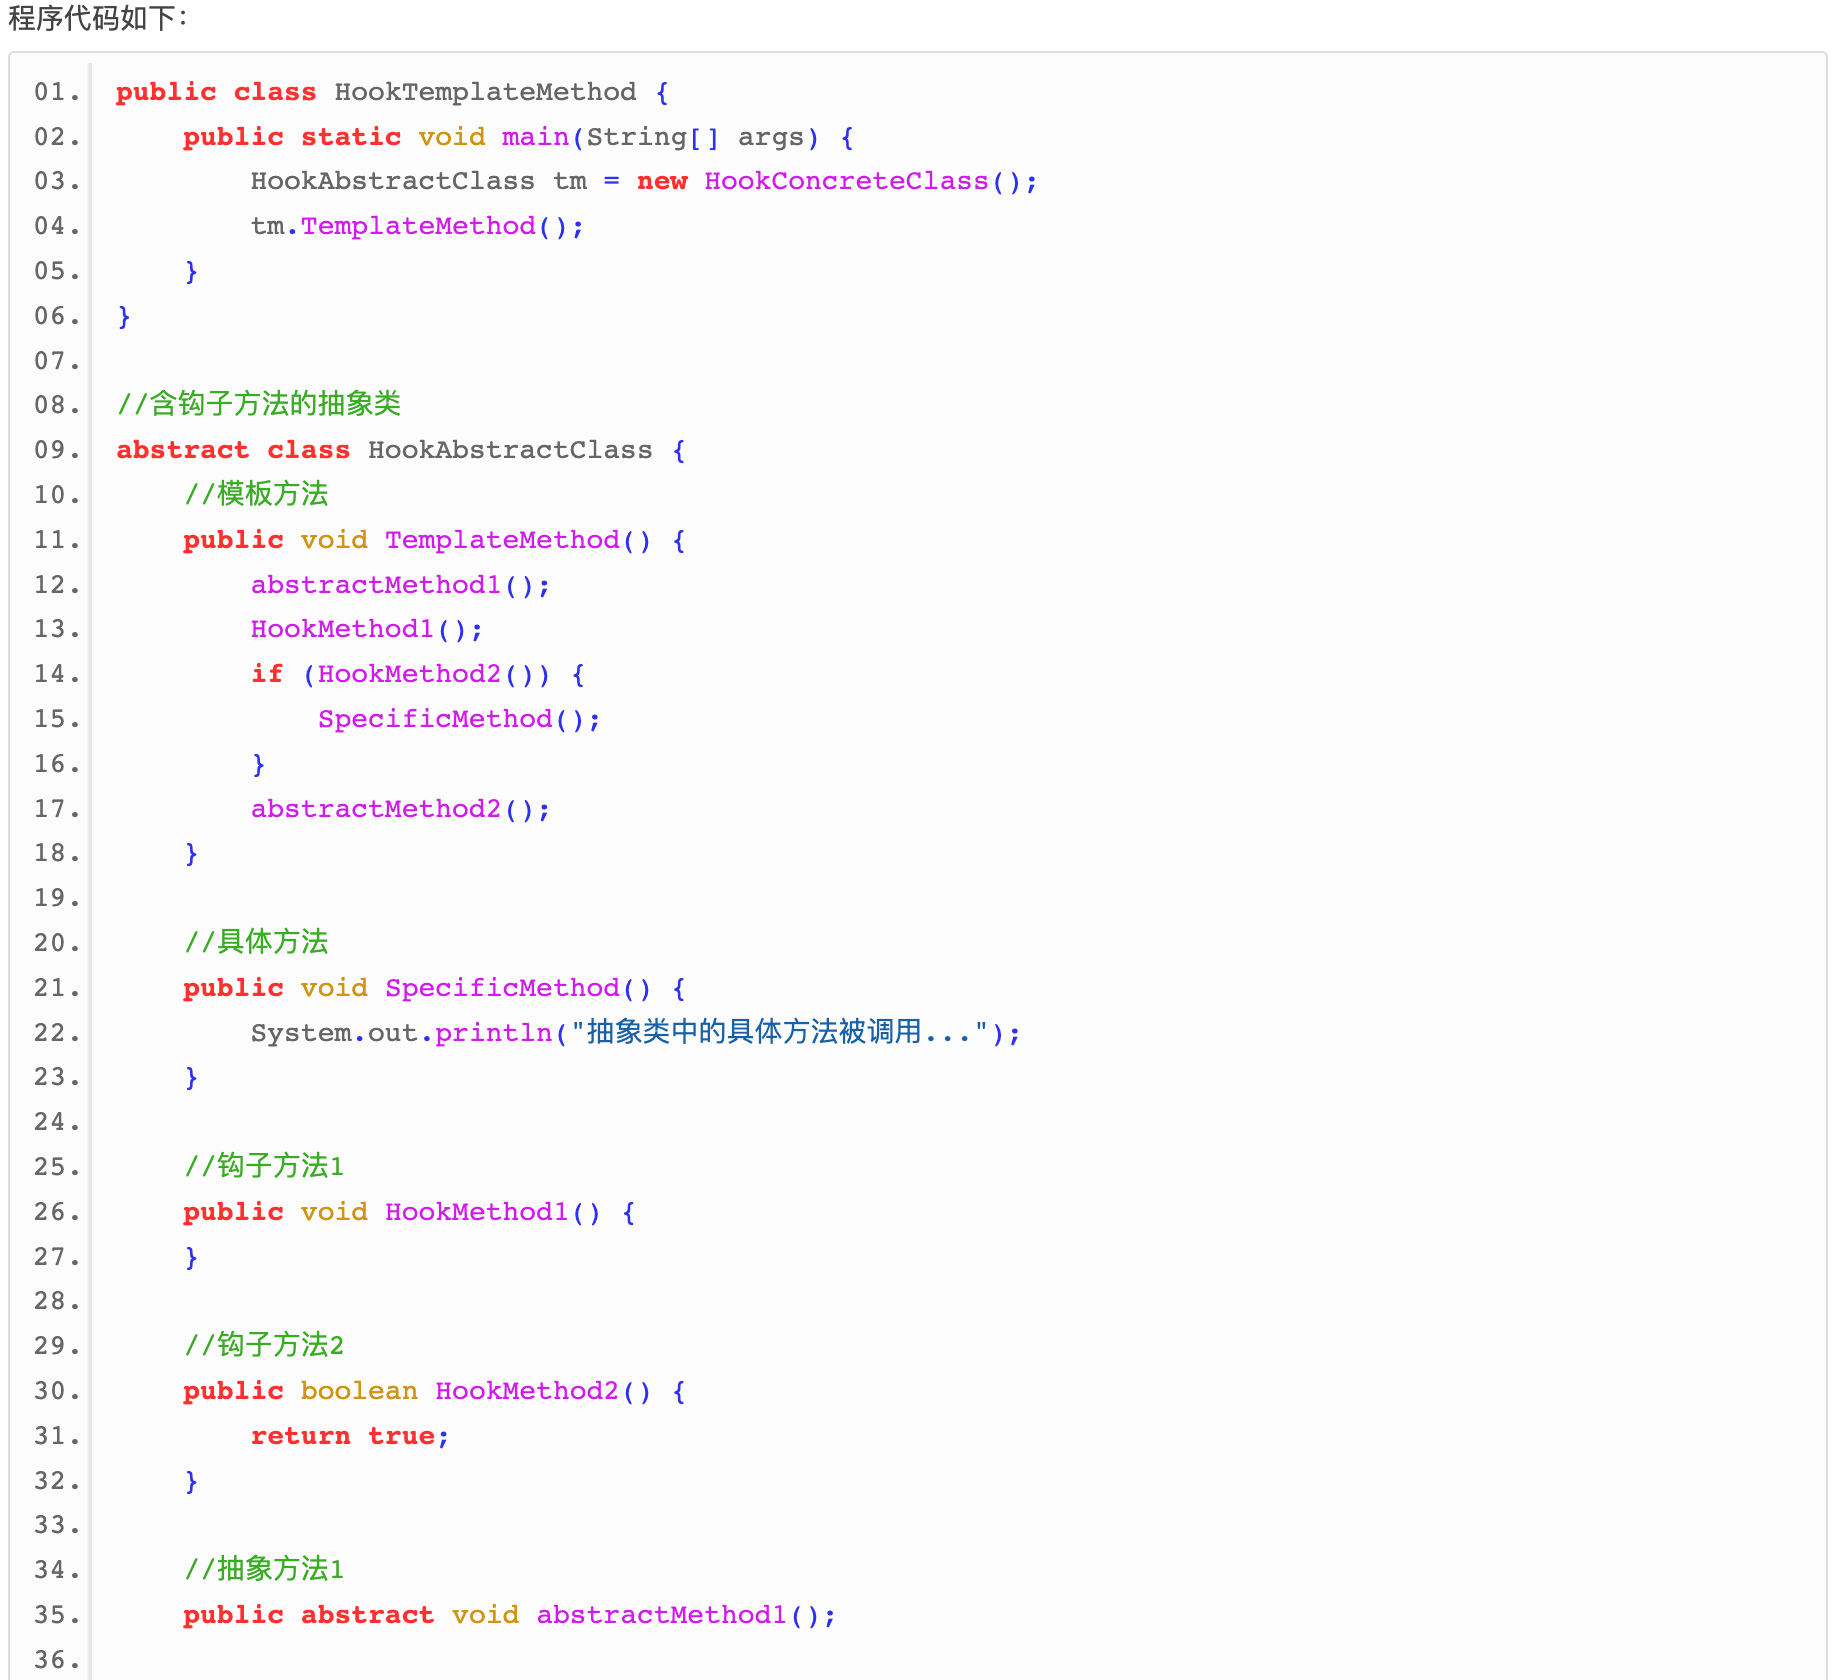 程序代码如下：
01. public class HookTemplateMethod {
02.     public static void main(String[] args) {
03.         HookAbstractClass tm = new HookConcreteClass();
04.         tm.TemplateMethod();
05.     }
06. }
07.
08. //含钩子方法的抽象类
09. abstract class HookAbstractClass {
10.     //模板方法
11.     public void TemplateMethod() {
12.         abstractMethod1();
13.         HookMethod1();
14.         if (HookMethod2()) {
15.             SpecificMethod();
16.         }
17.         abstractMethod2();
18.     }
19.
20.     //具体方法
21.     public void SpecificMethod() {
22.         System.out.println("抽象类中的具体方法被调用...");
23.     }
24.
25.     //钩子方法1
26.     public void HookMethod1() {
27.     }
28.
29.     //钩子方法2
30.     public boolean HookMethod2() {
31.         return true;
32.     }
33.
34.     //抽象方法1
35.     public abstract void abstractMethod1();
36.